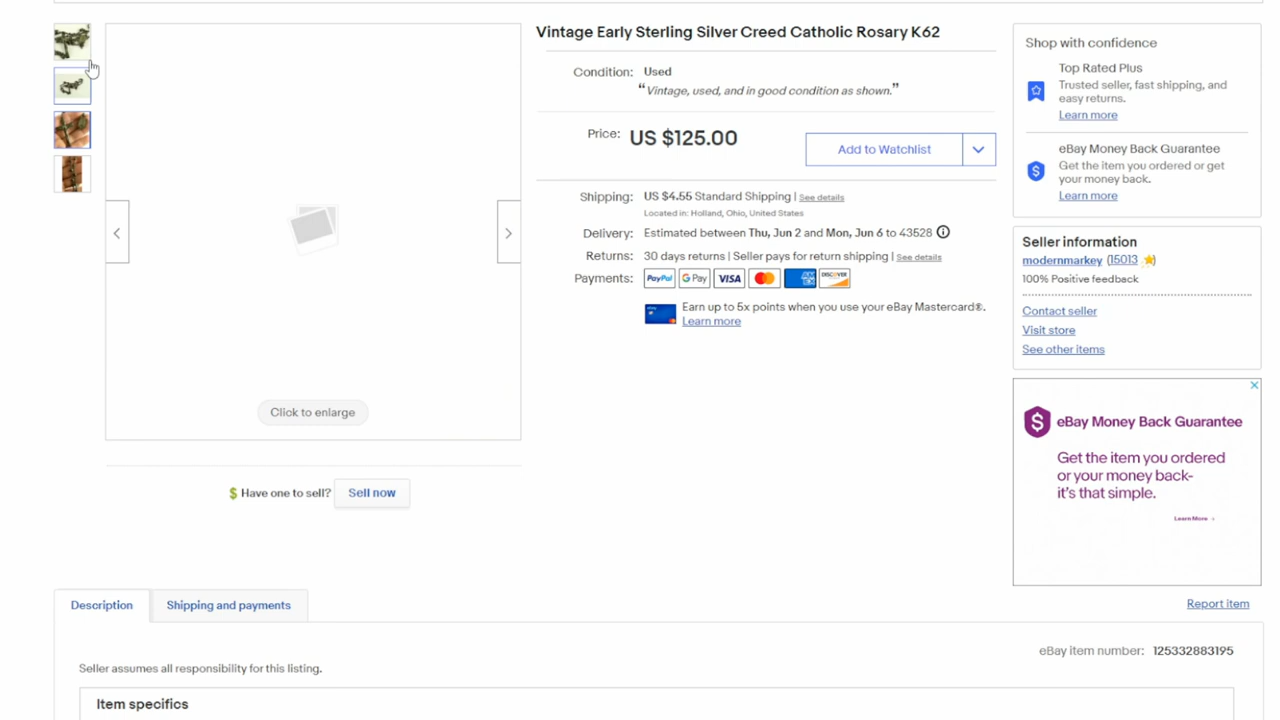 Vintage Early Sterling Silver Creed Catholic Rosary K62
Condition: Used
“Vintage, used, and in good condition as shown.”
Price: US $125.00
Add to Watchlist
Shipping: US $4.55 Standard Shipping | See details
Located in: Holland, Ohio, United States
Delivery: Estimated between Thu, Jun 2 and Mon, Jun 6 to 43528
Returns: 30 days returns | Seller pays for return shipping | See details
Payments: PayPal G Pay VISA DISCOVER
Earn up to 5x points when you use your eBay Mastercard®.
Learn more
Click to enlarge
$ Have one to sell? Sell now
Shop with confidence
Top Rated Plus
Trusted seller, fast shipping, and
easy returns.
Learn more
eBay Money Back Guarantee
Get the item you ordered or get
your money back.
Learn more
Seller information
modernmarkey (15013)
100% Positive feedback
Contact seller
Visit store
See other items
eBay Money Back Guarantee
Get the item you ordered
or your money back-
it's that simple.
Learn More
Report item
Description
Shipping and payments
eBay item number: 125332883195
Seller assumes all responsibility for this listing.
Item specifics